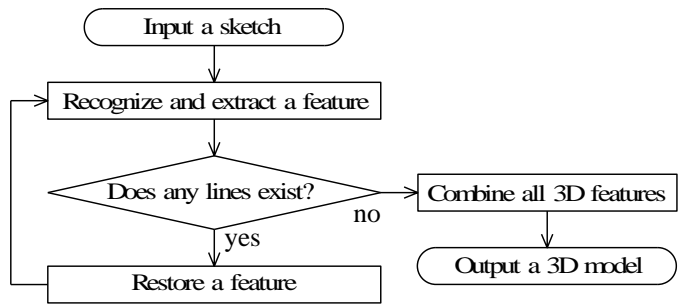 Input a sketch
Recognize and extract a feature
Does any lines exist?
no
yes
Restore a feature
Combine all 3D features
Output a 3D model